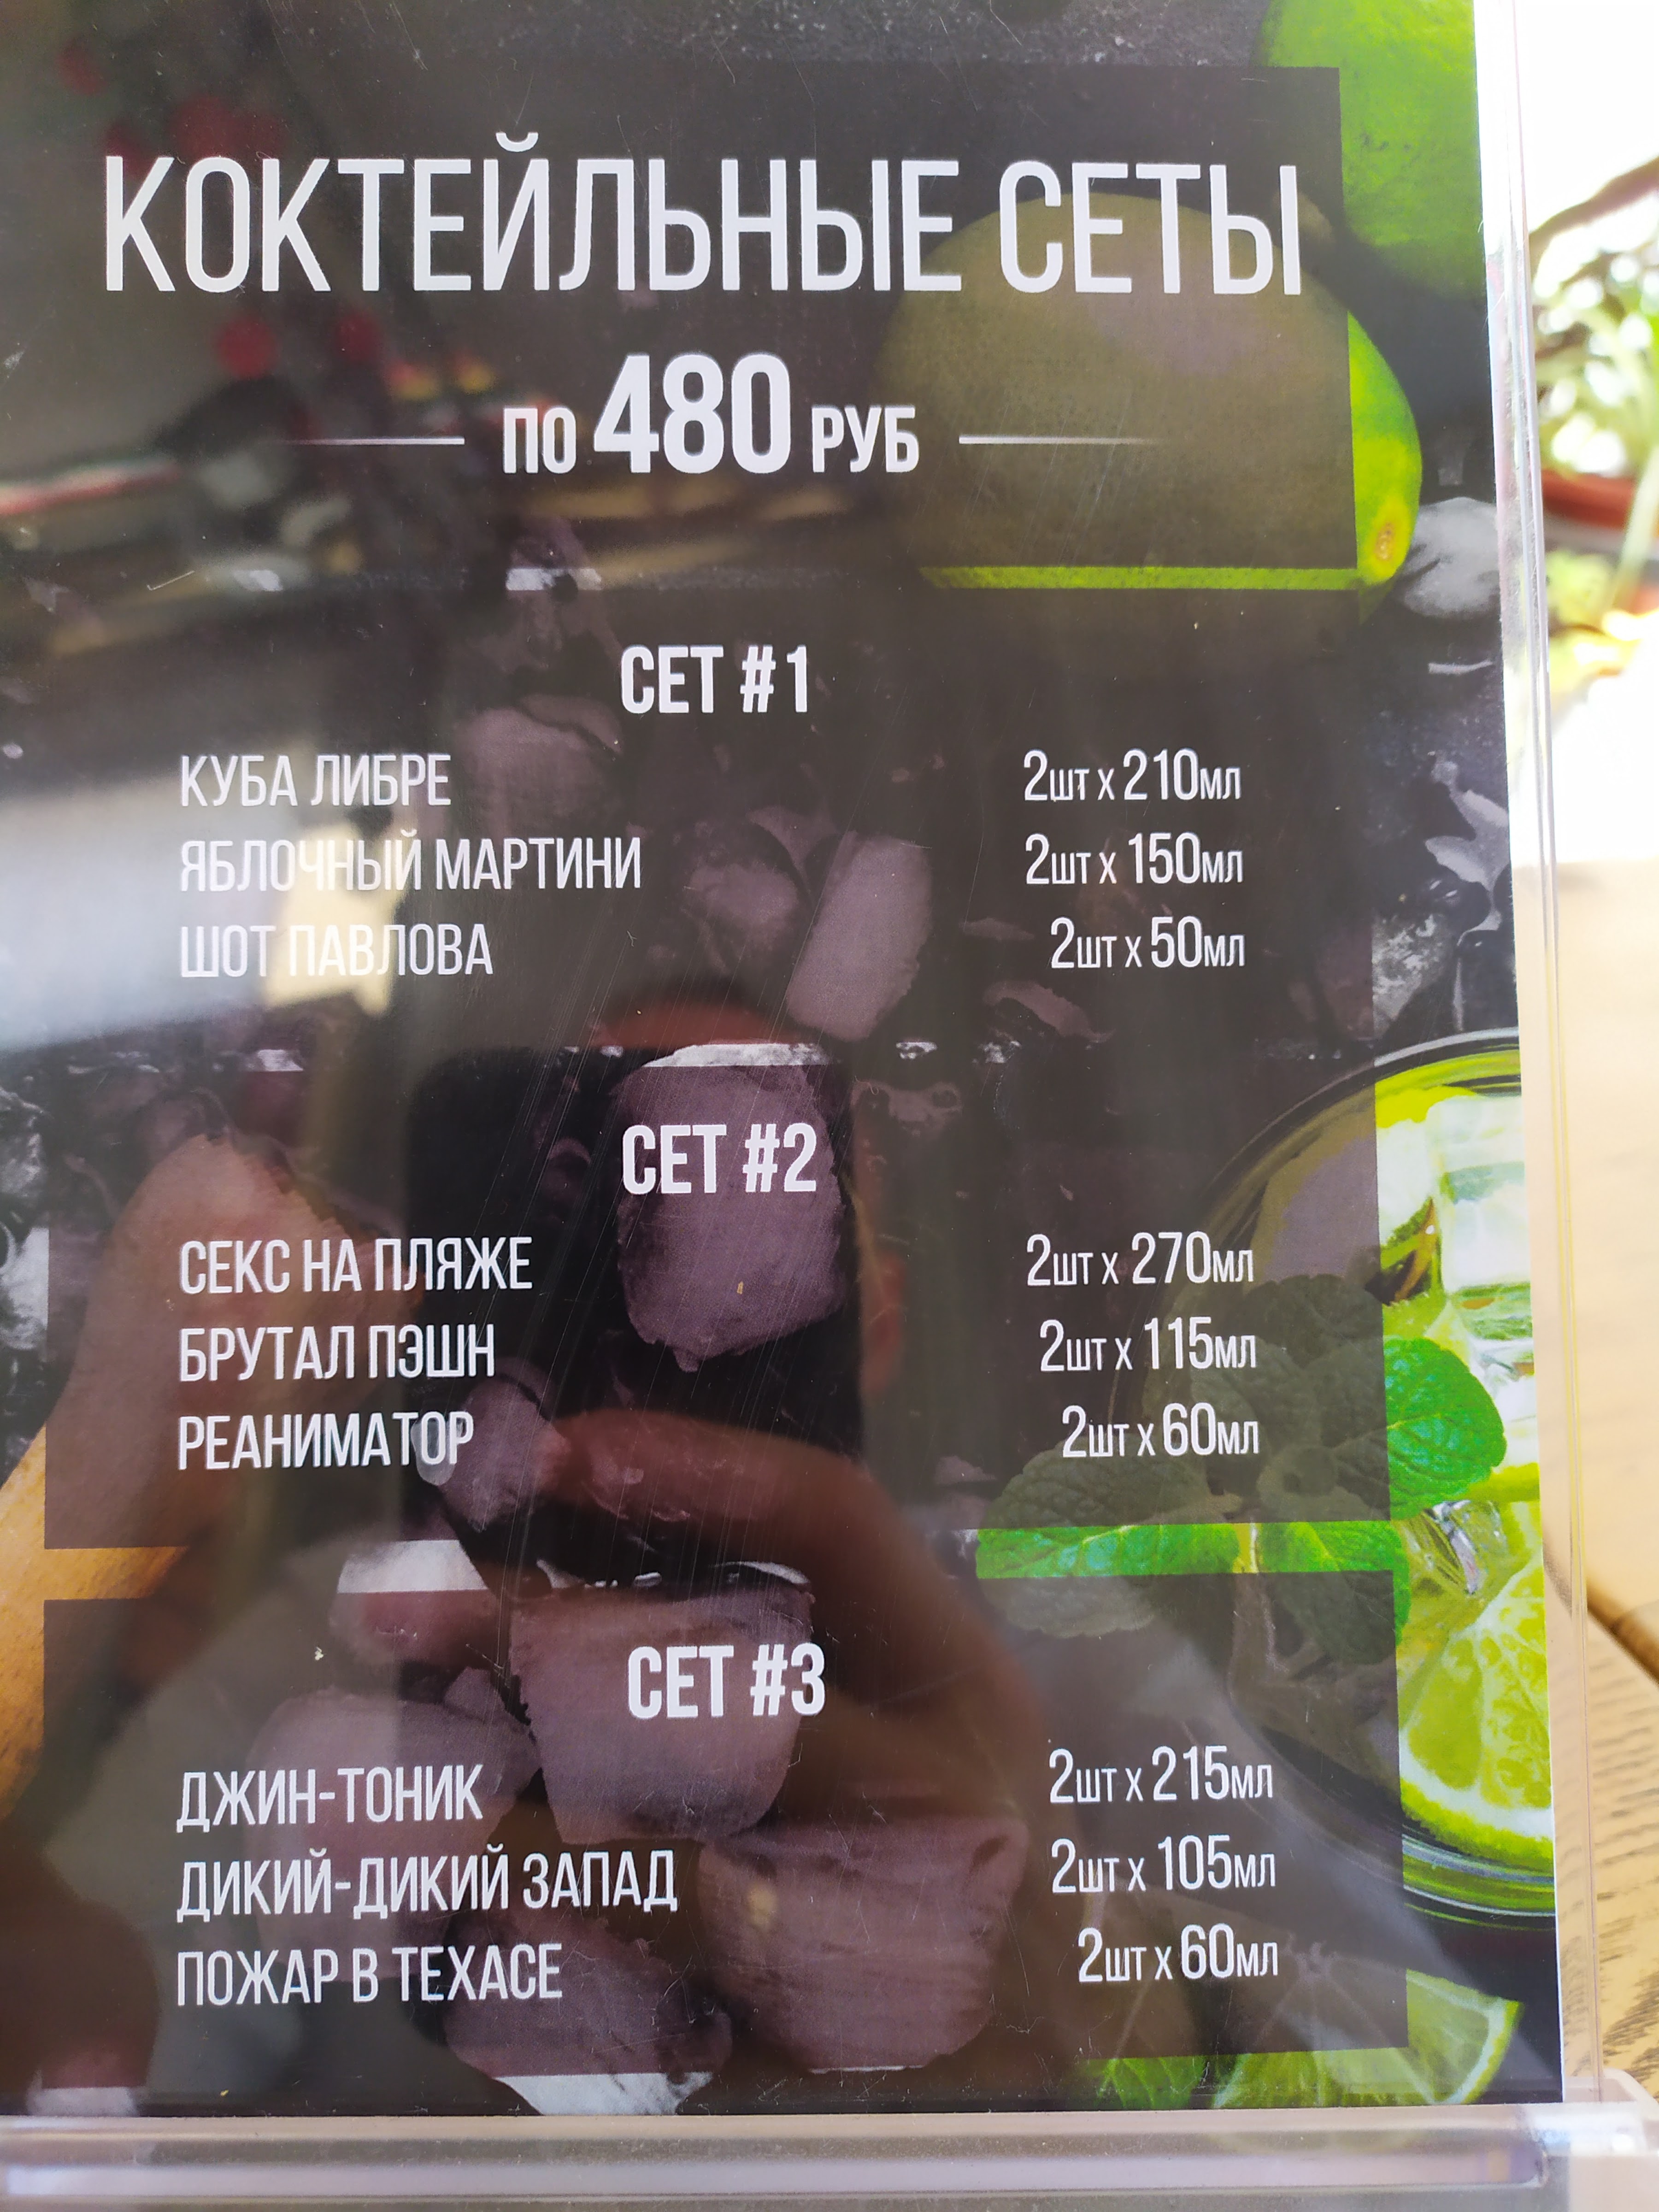 КОКТЕЙЛЬНЫЕ СЕТЫ
ПО 480 РУБ
СЕТ #1
КУБА ЛИБРЕ 2шт х 210мл
ЯБЛОЧНЫЙ МАРТИНИ 2шт х 150мл
ШОТ ПАВЛОВА 2шт х 50мл
СЕТ #2
СЕКС НА ПЛЯЖЕ 2шт х 270мл
БРУТАЛ ПЭШН 2шт х 115мл
РЕАНИМАТОР 2шт х 60мл
СЕТ #3
ДЖИН-ТОНИК 2шт х 215мл
ДИКИЙ-ДИКИЙ ЗАПАД 2шт х 105мл
ПОЖАР В ТЕХАСЕ 2шт х 60мл